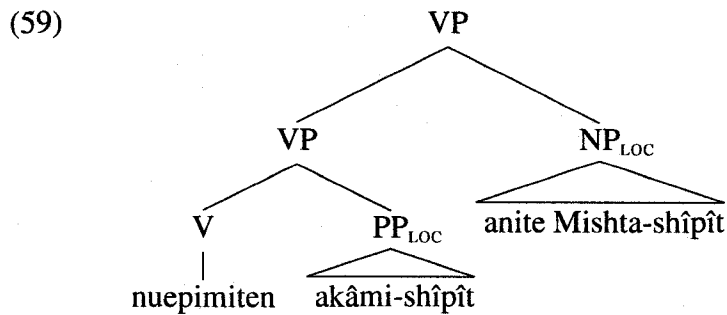 (59) VP
VP NP_LOC
V PP_LOC anite Mishta-shîpît
nuepimiten akâmi-shîpît